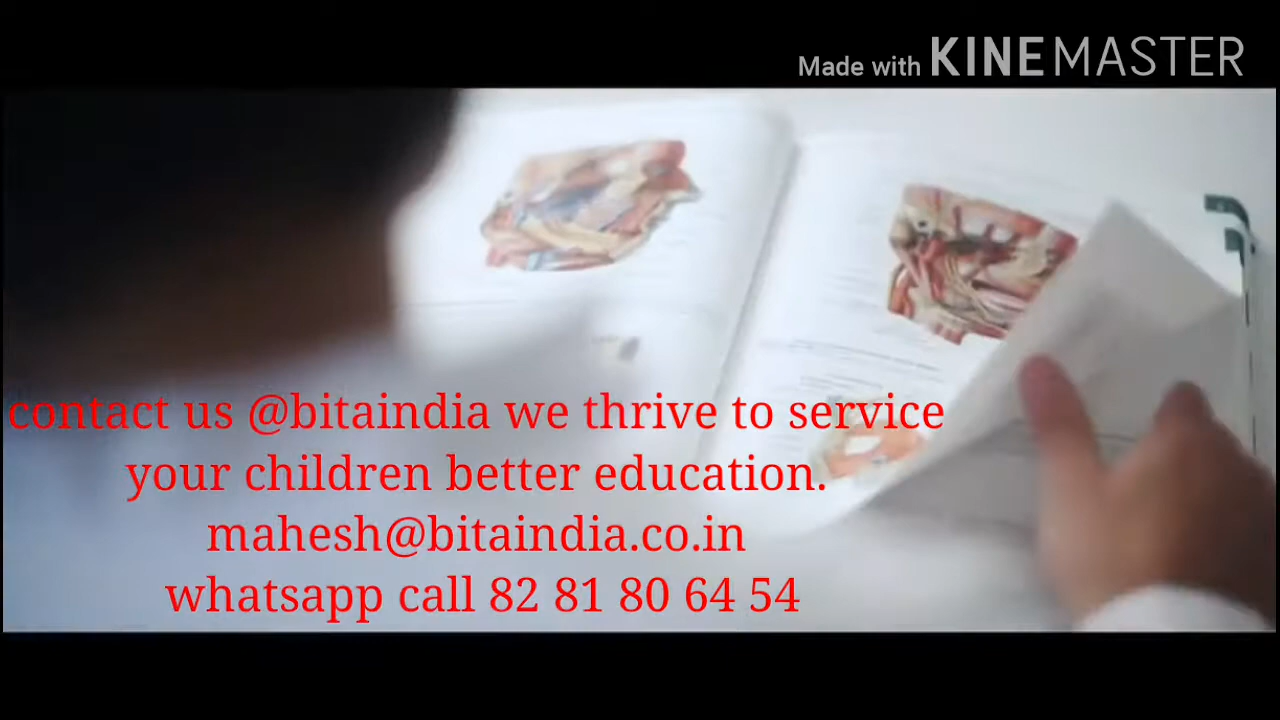 Made with KINEMASTER
contact us @bitaindia we thrive to service
your children better education.
mahesh@bitaindia.co.in
whatsapp call 82 81 80 64 54